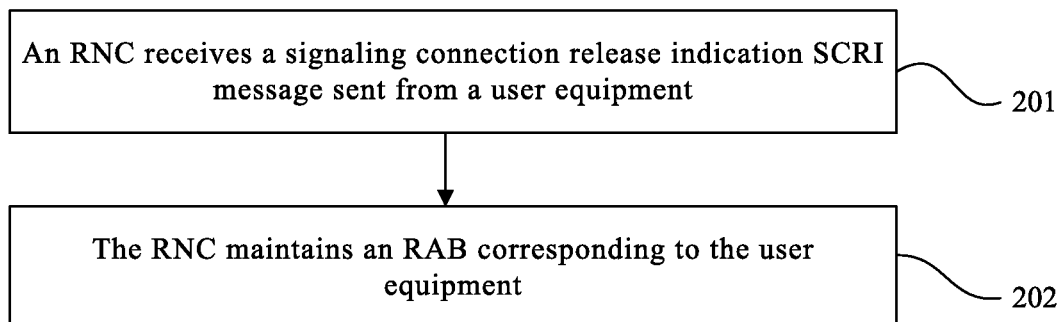 An RNC receives a signaling connection release indication SCRI
message sent from a user equipment
201
The RNC maintains an RAB corresponding to the user
equipment
202